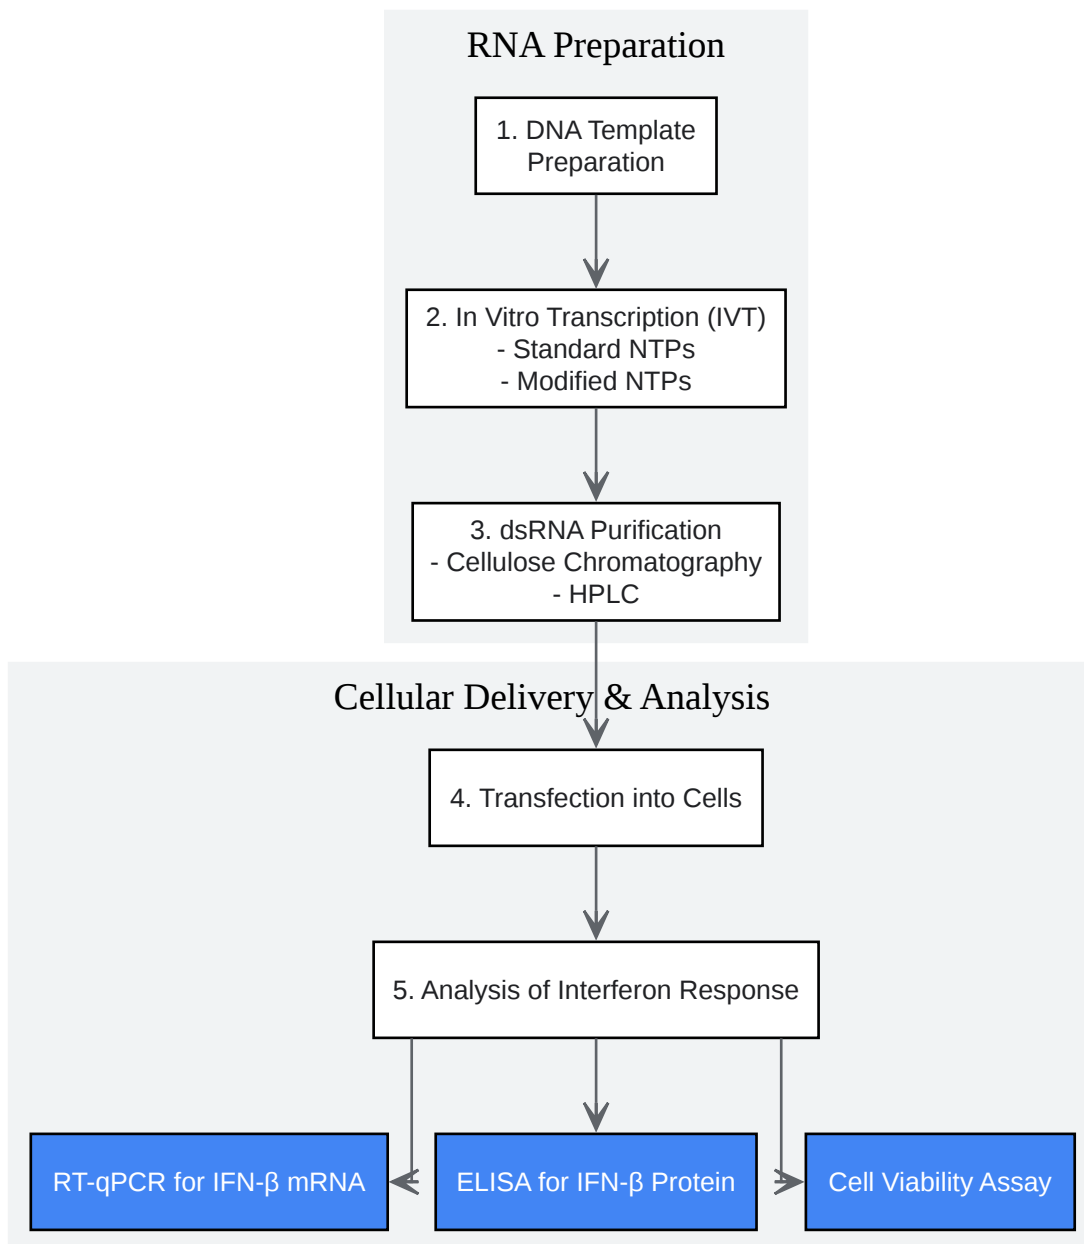 RNA Preparation
1. DNA Template
Preparation
2. In Vitro Transcription (IVT)
- Standard NTPs
- Modified NTPs
3. dsRNA Purification
- Cellulose Chromatography
- HPLC
Cellular Delivery & Analysis
4. Transfection into Cells
5. Analysis of Interferon Response
RT-qPCR for IFN-β mRNA
ELISA for IFN-β Protein
Cell Viability Assay